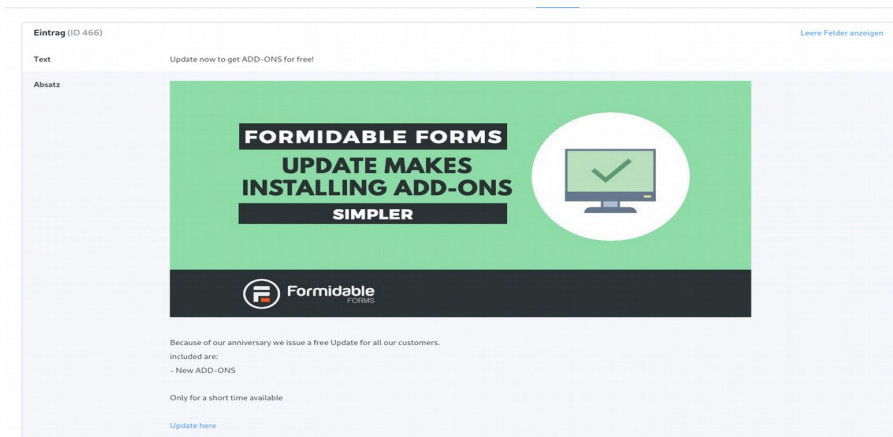 Eintrag (ID 466)
Leere Felder anzeigen
Text
Update now to get ADD-ONS for free!
Absatz
FORMIDABLE FORMS
UPDATE MAKES
INSTALLING ADD-ONS
SIMPLER
Formidable
FORMS
Because of our anniversary we issue a free Update for all our customers.
included are:
- New ADD-ONS
Only for a short time available
Update here